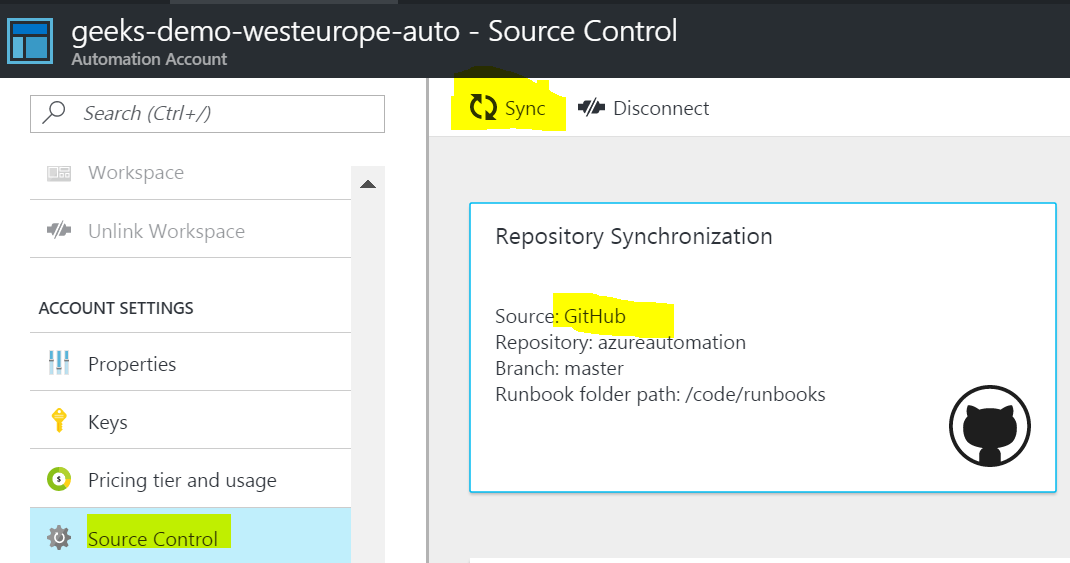 geeks-demo-westeurope-auto - Source Control
Automation Account
Search (Ctrl+/)
Workspace
Unlink Workspace
ACCOUNT SETTINGS
Properties
Keys
Pricing tier and usage
Source Control
Sync
Disconnect
Repository Synchronization
Source: GitHub
Repository: azureautomation
Branch: master
Runbook folder path: /code/runbooks